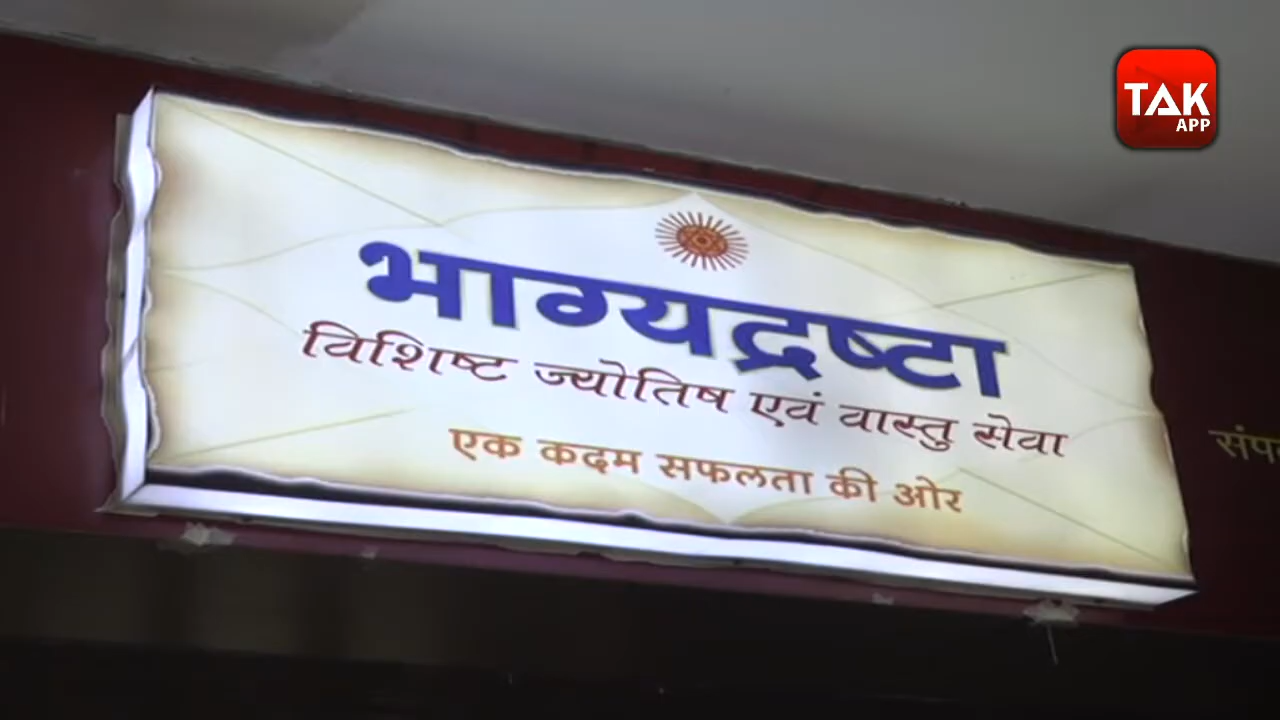 TAK
APP
भाग्यद्रष्टा
विशिष्ट ज्योतिष एवं वास्तु सेवा
एक कदम सफलता की ओर